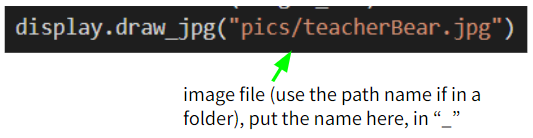 display.draw_jpg("pics/teacherBear.jpg")
image file (use the path name if in a
folder), put the name here, in “_”